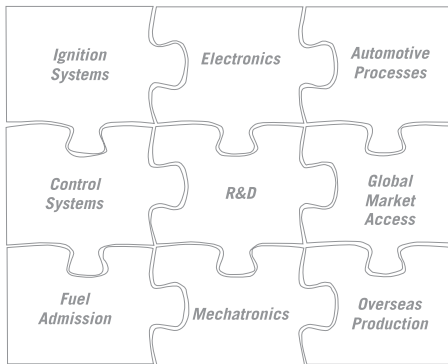 Ignition
Systems
Electronics
Automotive
Processes
Control
Systems
R&D
Global
Market
Access
Fuel
Admission
Mechatronics
Overseas
Production